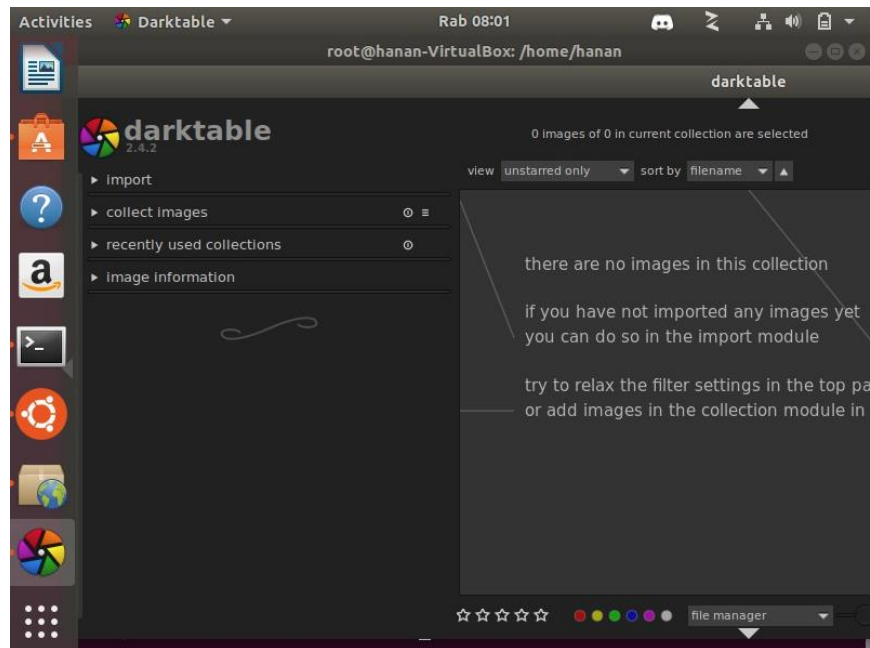 Activities Darktable Rab 08:01
root@hanan-VirtualBox: /home/hanan
darktable
darktable
2.4.2
0 images of 0 in current collection are selected
view unstarred only sort by filename
import
collect images
recently used collections
image information
there are no images in this collection
if you have not imported any images yet
you can do so in the import module
try to relax the filter settings in the top pa
or add images in the collection module in
file manager